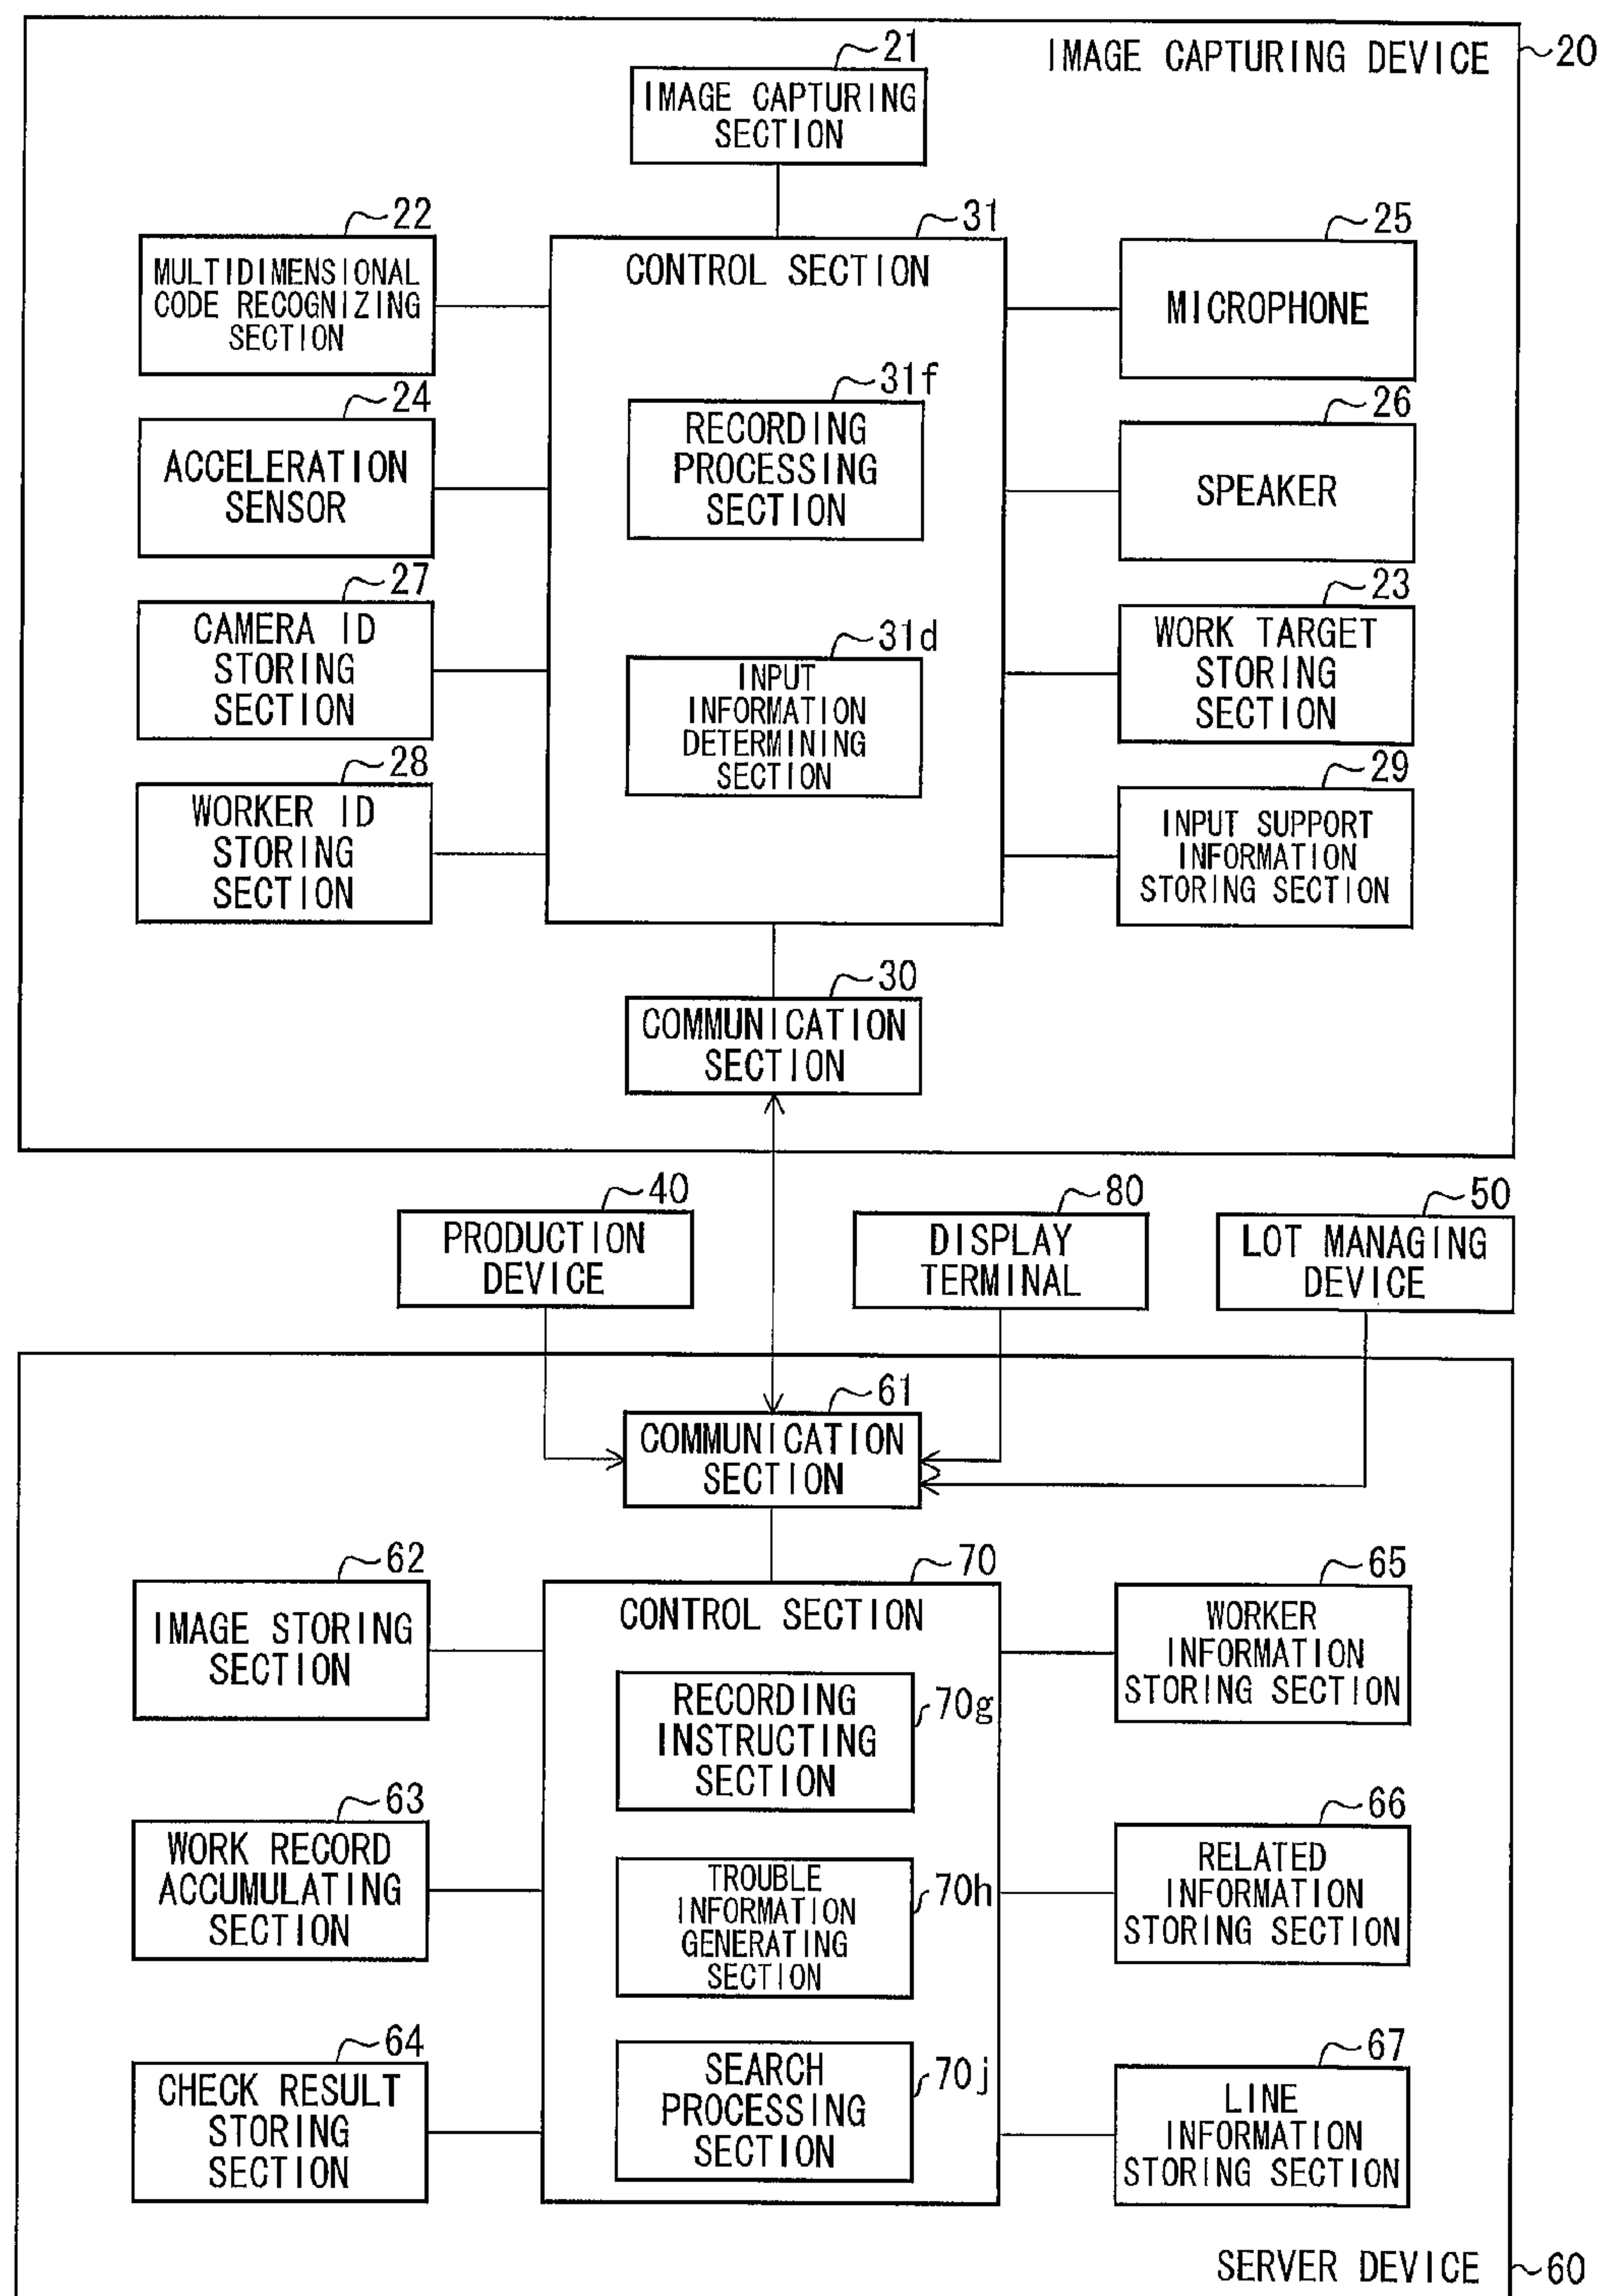 IMAGE CAPTURING DEVICE
20
21
IMAGE CAPTURING
SECTION
22
MULTIDIMENSIONAL
CODE RECOGNIZING
SECTION
31
CONTROL SECTION
25
MICROPHONE
24
ACCELERATION
SENSOR
31f
RECORDING
PROCESSING
SECTION
26
SPEAKER
27
CAMERA ID
STORING
SECTION
31d
INPUT
INFORMATION
DETERMINING
SECTION
23
WORK TARGET
STORING
SECTION
28
WORKER ID
STORING
SECTION
29
INPUT SUPPORT
INFORMATION
STORING SECTION
30
COMMUNICATION
SECTION
40
PRODUCTION
DEVICE
80
DISPLAY
TERMINAL
50
LOT MANAGING
DEVICE
61
COMMUNICATION
SECTION
62
IMAGE STORING
SECTION
70
CONTROL SECTION
65
WORKER
INFORMATION
STORING SECTION
RECORDING
INSTRUCTING
SECTION
70g
63
WORK RECORD
ACCUMULATING
SECTION
TROUBLE
INFORMATION
GENERATING
SECTION
70h
66
RELATED
INFORMATION
STORING SECTION
64
CHECK RESULT
STORING
SECTION
SEARCH
PROCESSING
SECTION
70j
67
LINE
INFORMATION
STORING SECTION
SERVER DEVICE
60